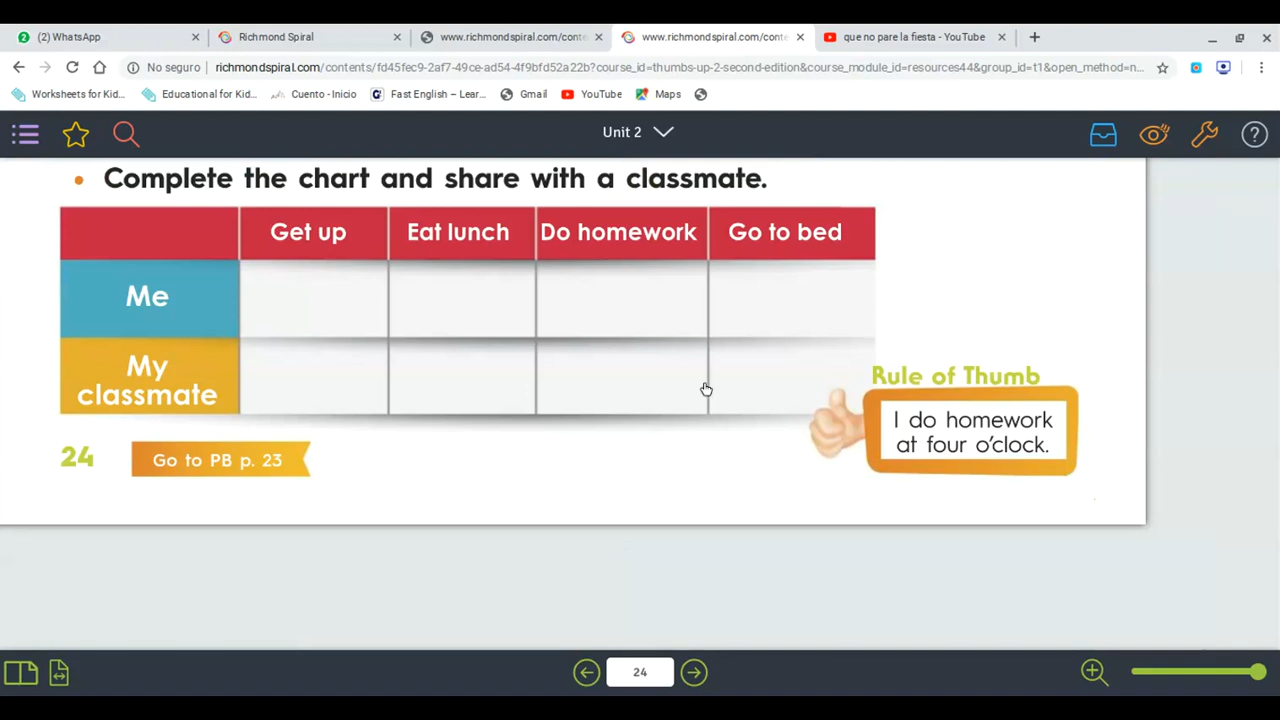 (2) WhatsApp
Richmond Spiral
www.richmondspiral.com/conte
www.richmondspiral.com/conte
que no pare la fiesta - YouTube
No seguro
richmondspiral.com/contents/fd45fec9-2af7-49ce-ad54-4f9bfd52a22b?course_id=thumbs-up-2-second-edition&course_module_id=resources44&group_id=t1&open_method=n...
Worksheets for Kid...
Educational for Kid...
Cuento - Inicio
Fast English – Lear...
Gmail
YouTube
Maps
Unit 2
• Complete the chart and share with a classmate.
Get up Eat lunch Do homework Go to bed
Me
My
classmate
Rule of Thumb
I do homework
at four o'clock.
24
Go to PB p. 23
24